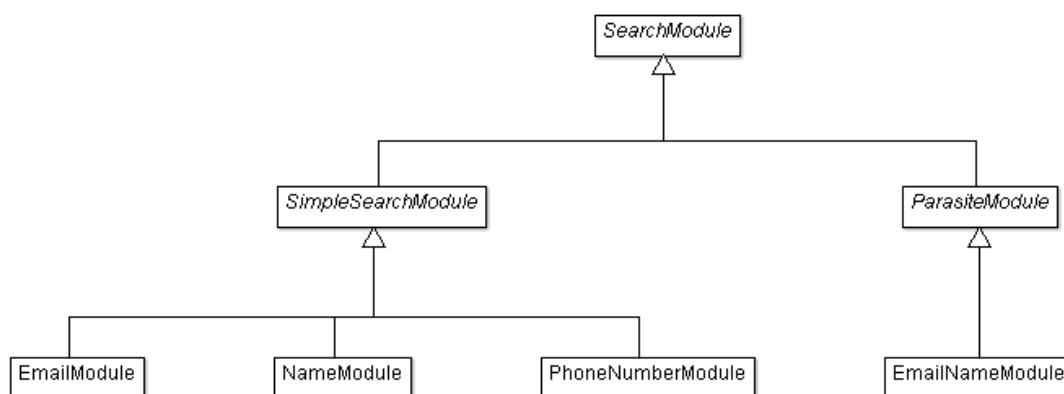 SearchModule
SimpleSearchModule
ParasiteModule
EmailModule
NameModule
PhoneNumberModule
EmailNameModule